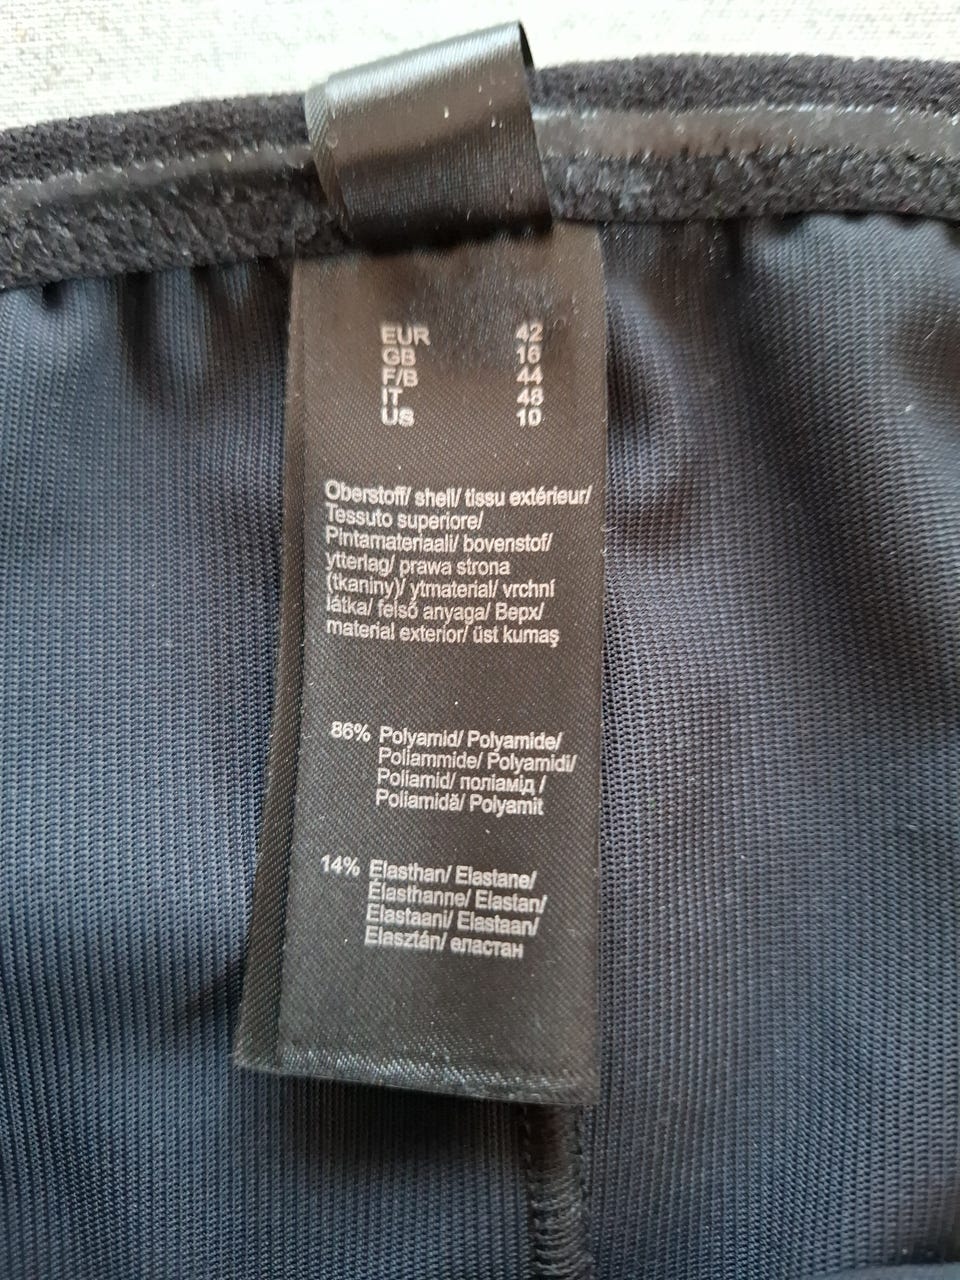 EUR 42
GB 16
F/B 44
IT 48
US 10
Oberstoff/ shell/ tissu extérieur/
Tessuto superiore/
Pintamateriaali/ bovenstof/
ytterlag/ prawa strona
(tkaniny)/ ytmaterial/ vrchní
látka/ felső anyaga/ Верх/
material exterior/ üst kumaş
86% Polyamid/ Polyamide/
Poliammide/ Polyamidi/
Poliamid/ поліамід /
Poliamidă/ Polyamit
14% Elasthan/ Elastane/
Élasthanne/ Elastan/
Elastaani/ Elastaan/
Elasztán/ еластан